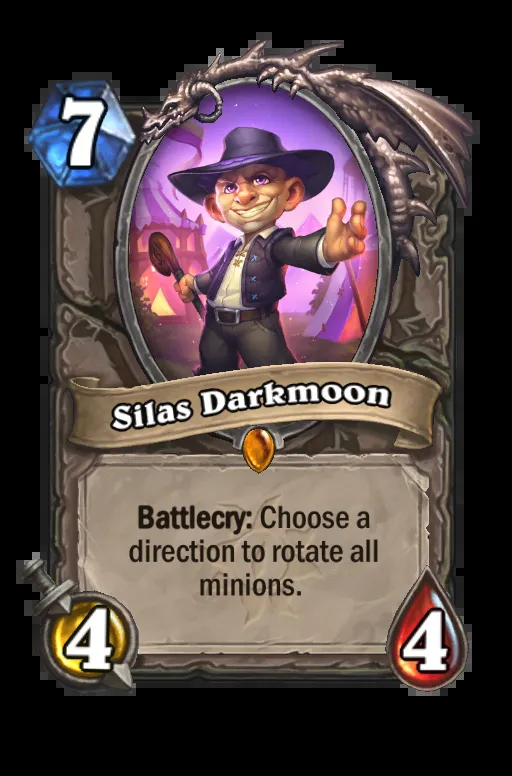 7
Silas Darkmoon
Battlecry: Choose a
direction to rotate all
minions.
4
4